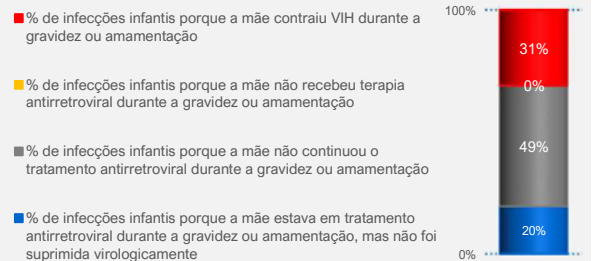 % de infecções infantis porque a mãe contraiu VIH durante a
gravidez ou amamentação
% de infecções infantis porque a mãe não recebeu terapia
antirretroviral durante a gravidez ou amamentação
% de infecções infantis porque a mãe não continuou o
tratamento antirretroviral durante a gravidez ou amamentação
% de infecções infantis porque a mãe estava em tratamento
antirretroviral durante a gravidez ou amamentação, mas não foi
suprimida virologicamente
100%
31%
0%
49%
20%
0%